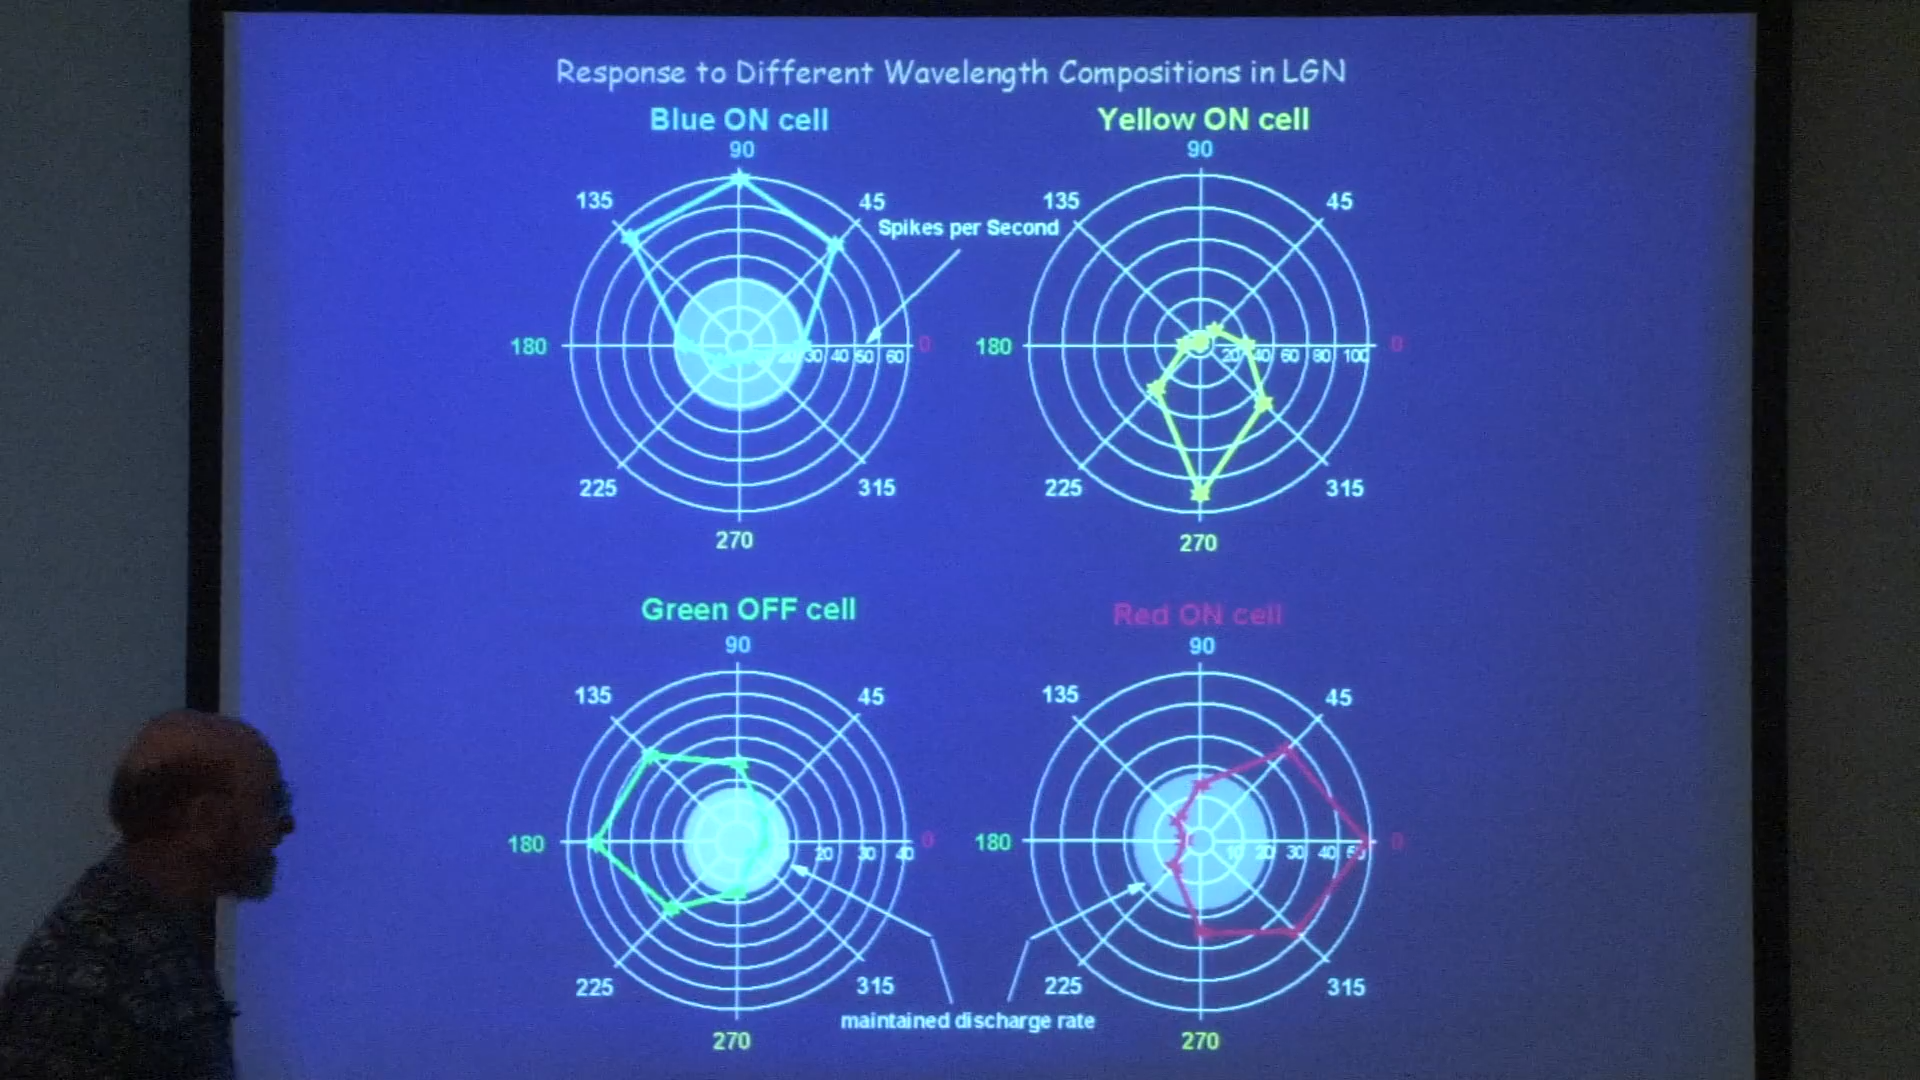 Response to Different Wavelength Compositions in LGN
Blue ON cell
90
135
45
Spikes per Second
180
20 30 40 50 60
0
225
315
270
Yellow ON cell
90
135
45
180
20 40 60 80 100
0
225
315
270
Green OFF cell
90
135
45
180
20 30 40
0
225
315
270
Red ON cell
90
135
45
180
10 20 30 40
0
225
315
270
maintained discharge rate